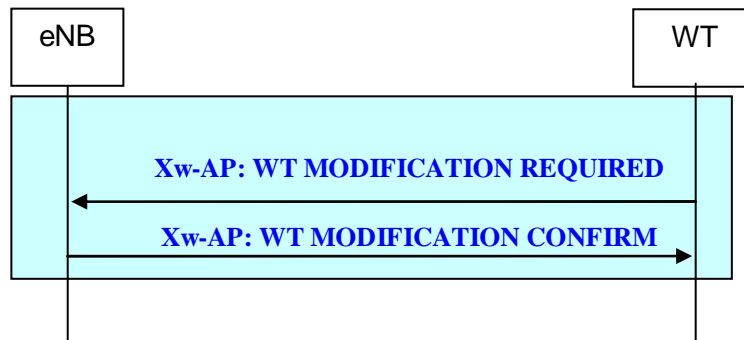 eNB
WT
Xw-AP: WT MODIFICATION REQUIRED
Xw-AP: WT MODIFICATION CONFIRM